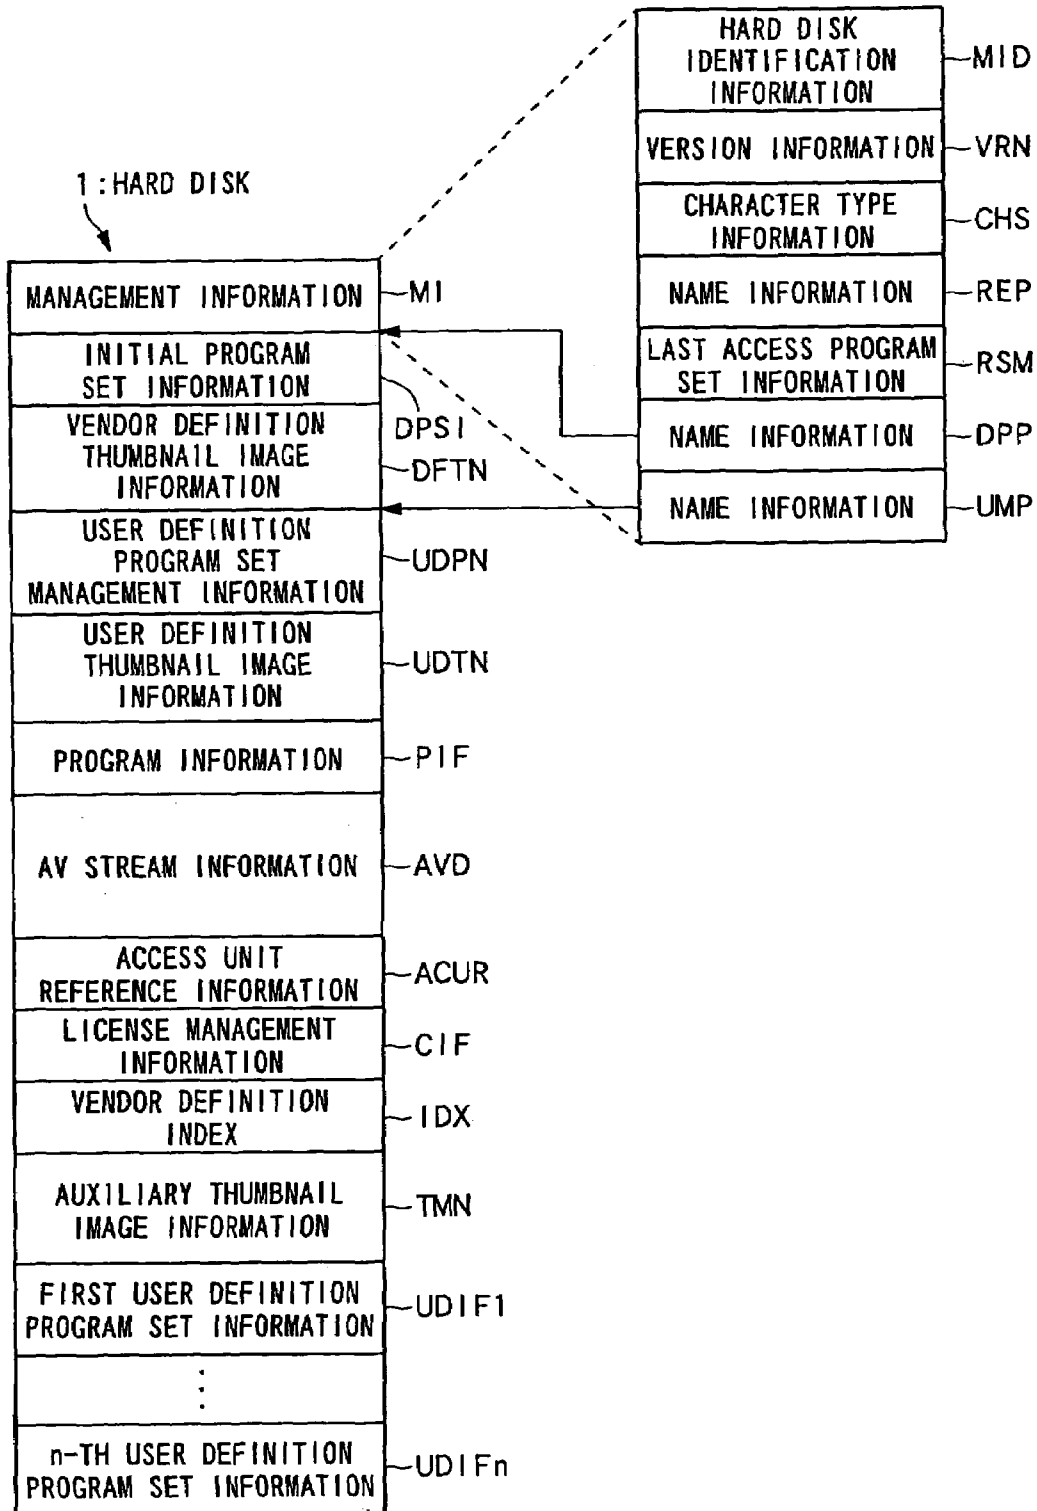 1:HARD DISK
MANAGEMENT INFORMATION
MI
INITIAL PROGRAM
SET INFORMATION
DPSI
VENDOR DEFINITION
THUMBNAIL IMAGE
INFORMATION
DFTN
USER DEFINITION
PROGRAM SET
MANAGEMENT INFORMATION
UDPN
USER DEFINITION
THUMBNAIL IMAGE
INFORMATION
UDTN
PROGRAM INFORMATION
PIF
AV STREAM INFORMATION
AVD
ACCESS UNIT
REFERENCE INFORMATION
ACUR
LICENSE MANAGEMENT
INFORMATION
CIF
VENDOR DEFINITION
INDEX
IDX
AUXILIARY THUMBNAIL
IMAGE INFORMATION
TMN
FIRST USER DEFINITION
PROGRAM SET INFORMATION
UDIF1
n-TH USER DEFINITION
PROGRAM SET INFORMATION
UDIFn
HARD DISK
IDENTIFICATION
INFORMATION
MID
VERSION INFORMATION
VRN
CHARACTER TYPE
INFORMATION
CHS
NAME INFORMATION
REP
LAST ACCESS PROGRAM
SET INFORMATION
RSM
NAME INFORMATION
DPP
NAME INFORMATION
UMP